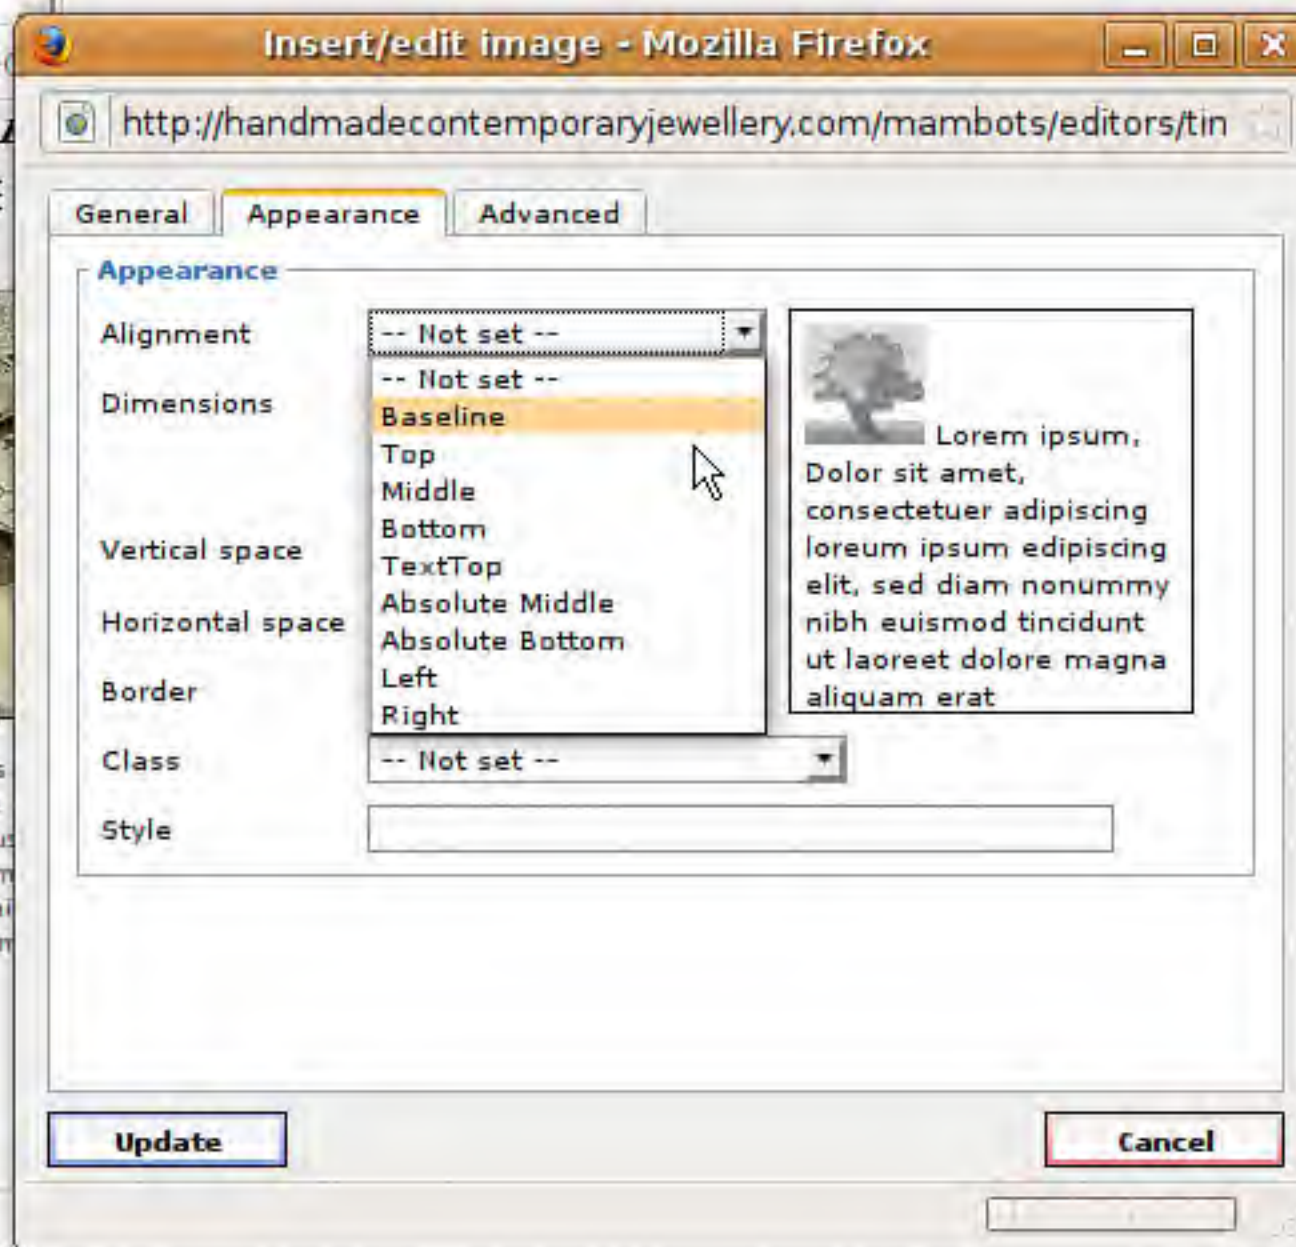 Insert/edit image - Mozilla Firefox
http://handmadecontemporaryjewellery.com/mambots/editors/tin
General
Appearance
Advanced
Appearance
Alignment
-- Not set --
-- Not set --
Baseline
Top
Middle
Bottom
TextTop
Absolute Middle
Absolute Bottom
Left
Right
Dimensions
Vertical space
Horizontal space
Border
Lorem ipsum,
Dolor sit amet,
consectetuer adipiscing
loreum ipsum edipiscing
elit, sed diam nonummy
nibh euismod tincidunt
ut laoreet dolore magna
aliquam erat
Class
-- Not set --
Style
Update
Cancel